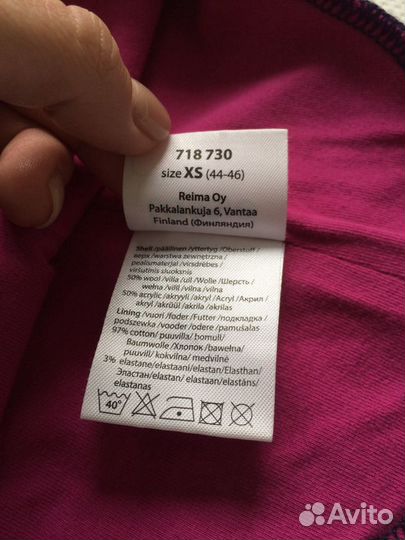 718 730
size XS (44-46)
Reima Oy
Pakkalankuja 6, Vantaa
Finland (Финляндия)
Shell/päällinen/yttertyg/Oberstoff/
верх/warstwa zewnętrzna/
pealismaterjal/virsdrēbes/
viršutinis sluoksnis
50% wool/villa/ull/Wolle/Шерсть/
wełna/vill/vilna/vilna
50% acrylic/akryyli/akryl/Acryl/Акрил/
akryl/akrüül/akrila/akrilas
Lining/vuori/foder/Futter/подкладка/
podszewka/vooder/odere/pamušalas
97% cotton/puuvilla/bomull/
Baumwolle/Хлопок/bawełna/
puuvill/kokvilna/medvilnė
3% elastane/elastaani/elastan/Elasthan/
Эластан/elastan/elastaan/elastāns/
elastanas
40°
Avito